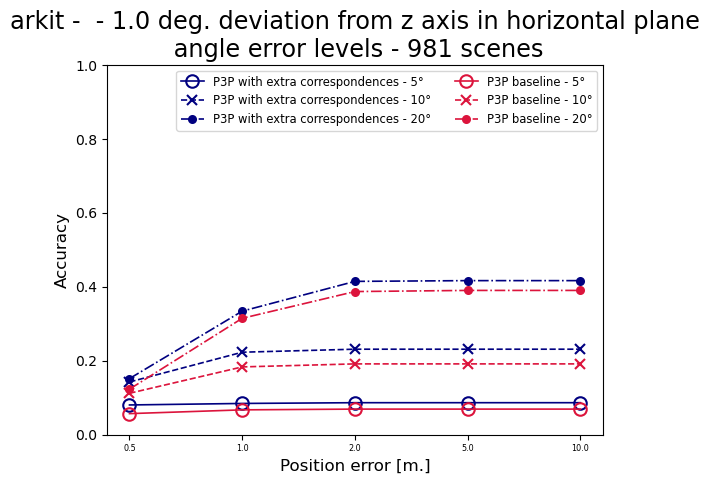 arkit -  - 1.0 deg. deviation from z axis in horizontal plane
angle error levels - 981 scenes
P3P with extra correspondences - 5°
P3P with extra correspondences - 10°
P3P with extra correspondences - 20°
P3P baseline - 5°
P3P baseline - 10°
P3P baseline - 20°
Accuracy
1.0
0.8
0.6
0.4
0.2
0.0
0.5 1.0 2.0 5.0 10.0
Position error [m.]